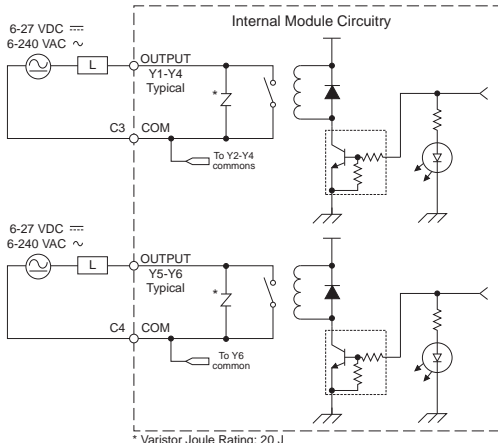 Internal Module Circuitry
6-27 VDC
6-240 VAC ~
L
OUTPUT
Y1-Y4
Typical
*
C3
COM
To Y2-Y4
commons
6-27 VDC
6-240 VAC ~
L
OUTPUT
Y5-Y6
Typical
*
C4
COM
To Y6
common
* Varistor Joule Rating: 20 J